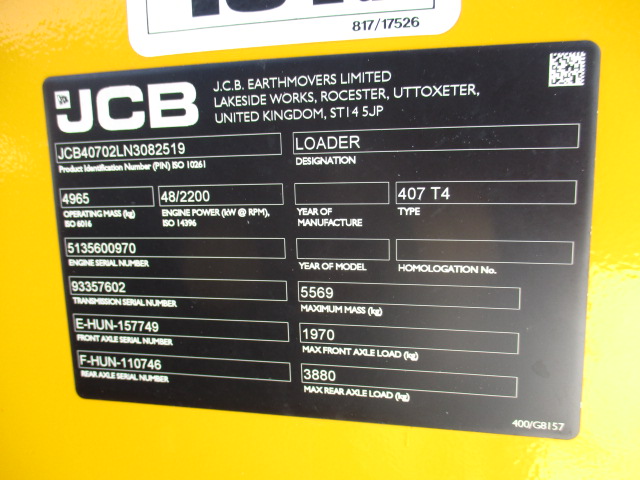 817/17526
JCB
J.C.B. EARTHMOVERS LIMITED
LAKESIDE WORKS, ROCESTER, UTTOXETER,
UNITED KINGDOM, ST14 5JP
JCB40702LN3082519
Product Identification Number (PIN) ISO 10261
LOADER
DESIGNATION
4965
OPERATING MASS (kg)
ISO 6016
48/2200
ENGINE POWER (kW @ RPM),
ISO 14396
YEAR OF
MANUFACTURE
407 T4
TYPE
5135600970
ENGINE SERIAL NUMBER
YEAR OF MODEL
HOMOLOGATION No.
93357602
TRANSMISSION SERIAL NUMBER
5569
MAXIMUM MASS (kg)
E-HUN-157749
FRONT AXLE SERIAL NUMBER
1970
MAX FRONT AXLE LOAD (kg)
F-HUN-110746
REAR AXLE SERIAL NUMBER
3880
MAX REAR AXLE LOAD (kg)
400/G8157